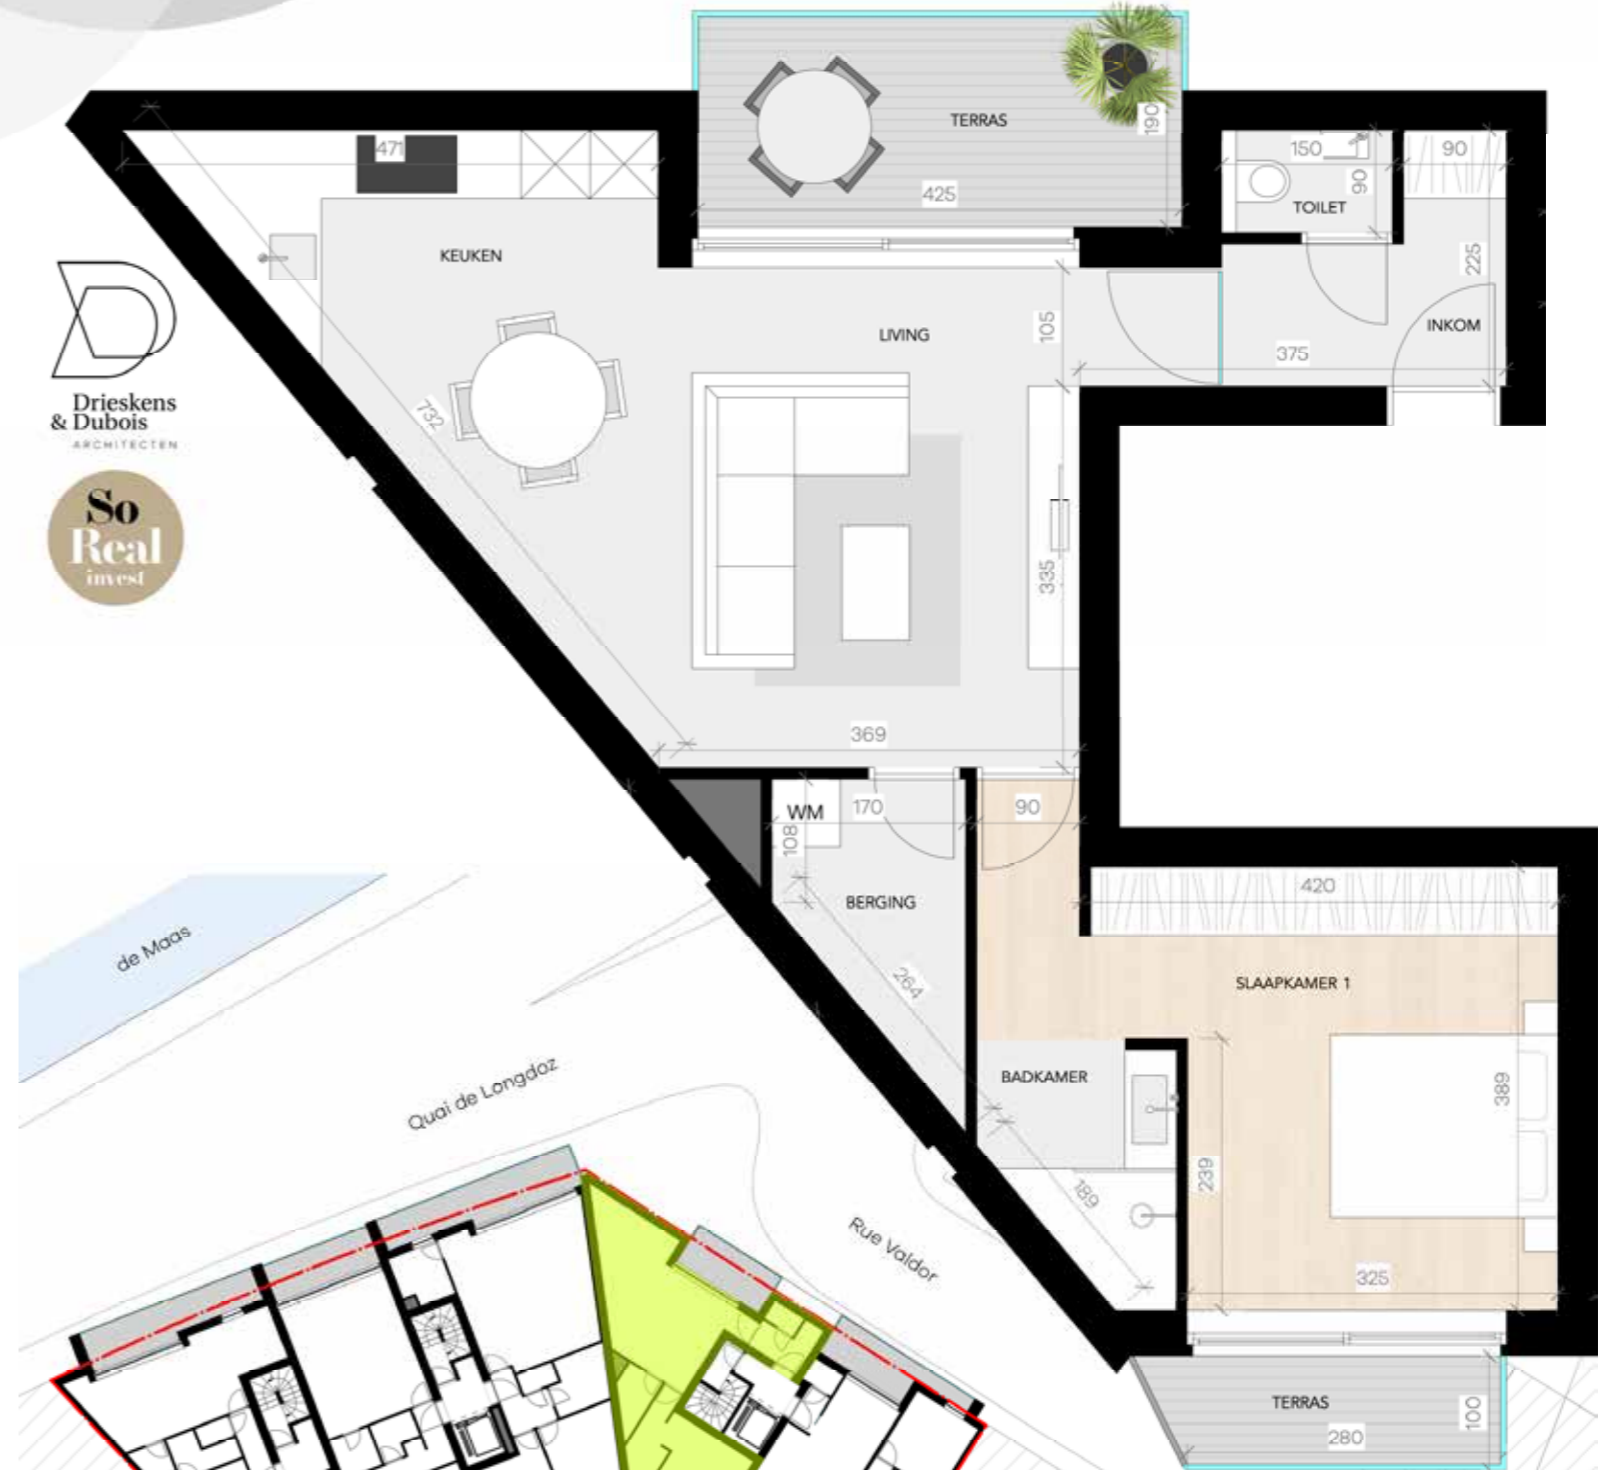 TERRAS
190
425
471
150
90
90
TOILET
225
INKOM
375
KEUKEN
LIVING
105
732
335
369
Drieskens
& Dubois
ARCHITECTEN
So
Real
invest
WM
170
90
108
BERGING
264
420
SLAAPKAMER 1
BADKAMER
389
239
189
325
TERRAS
100
280
de Maas
Quai de Longdoz
Rue Valdor